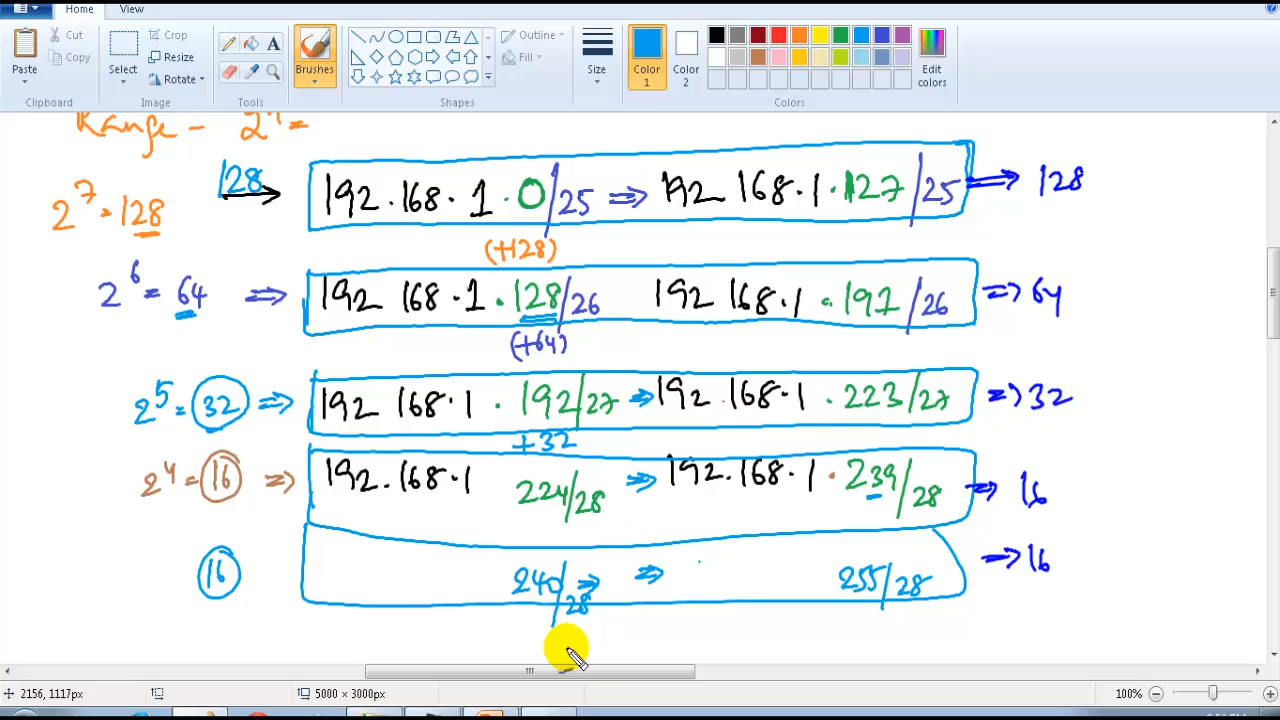 Home View
Paste Cut Copy Clipboard
Select Crop Resize Rotate Image
Tools
Brushes
Shapes Outline Fill
Size
Color 1 Color 2 Edit colors Colors
Range - 2
128 192.168.1.0/25 ⇒ 192 168.1.127/25 ⇒ 128
2^7=128
(+128)
2^6=64 ⇒ 192 168.1.128/26 192 168.1.191/26 ⇒ 64
(+64)
2^5=32 ⇒ 192 168.1.192/27 ⇒ 192.168.1.223/27 ⇒ 32
+32
2^4=16 ⇒ 192.168.1 224/28 ⇒ 192.168.1.239/28 ⇒ 16
16 240/28 ⇒ ⇒ 255/28 ⇒ 16
2156, 1117px 5000 × 3000px 100%